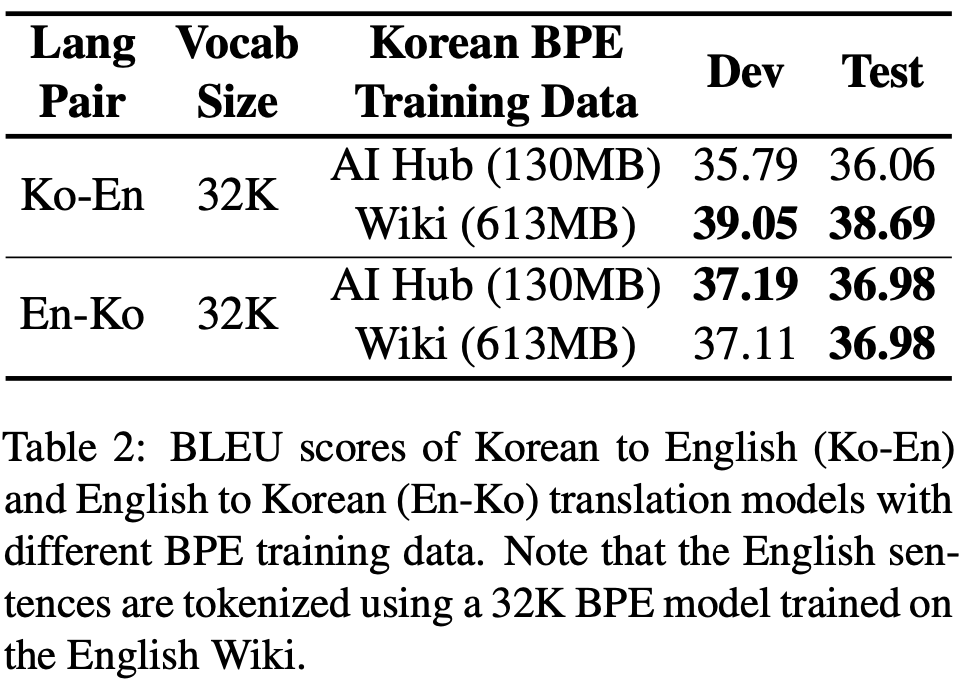 Lang Pair Vocab Size Korean BPE Training Data Dev Test
Ko-En 32K AI Hub (130MB) 35.79 36.06
Wiki (613MB) 39.05 38.69
En-Ko 32K AI Hub (130MB) 37.19 36.98
Wiki (613MB) 37.11 36.98
Table 2: BLEU scores of Korean to English (Ko-En)
and English to Korean (En-Ko) translation models with
different BPE training data. Note that the English sen-
tences are tokenized using a 32K BPE model trained on
the English Wiki.